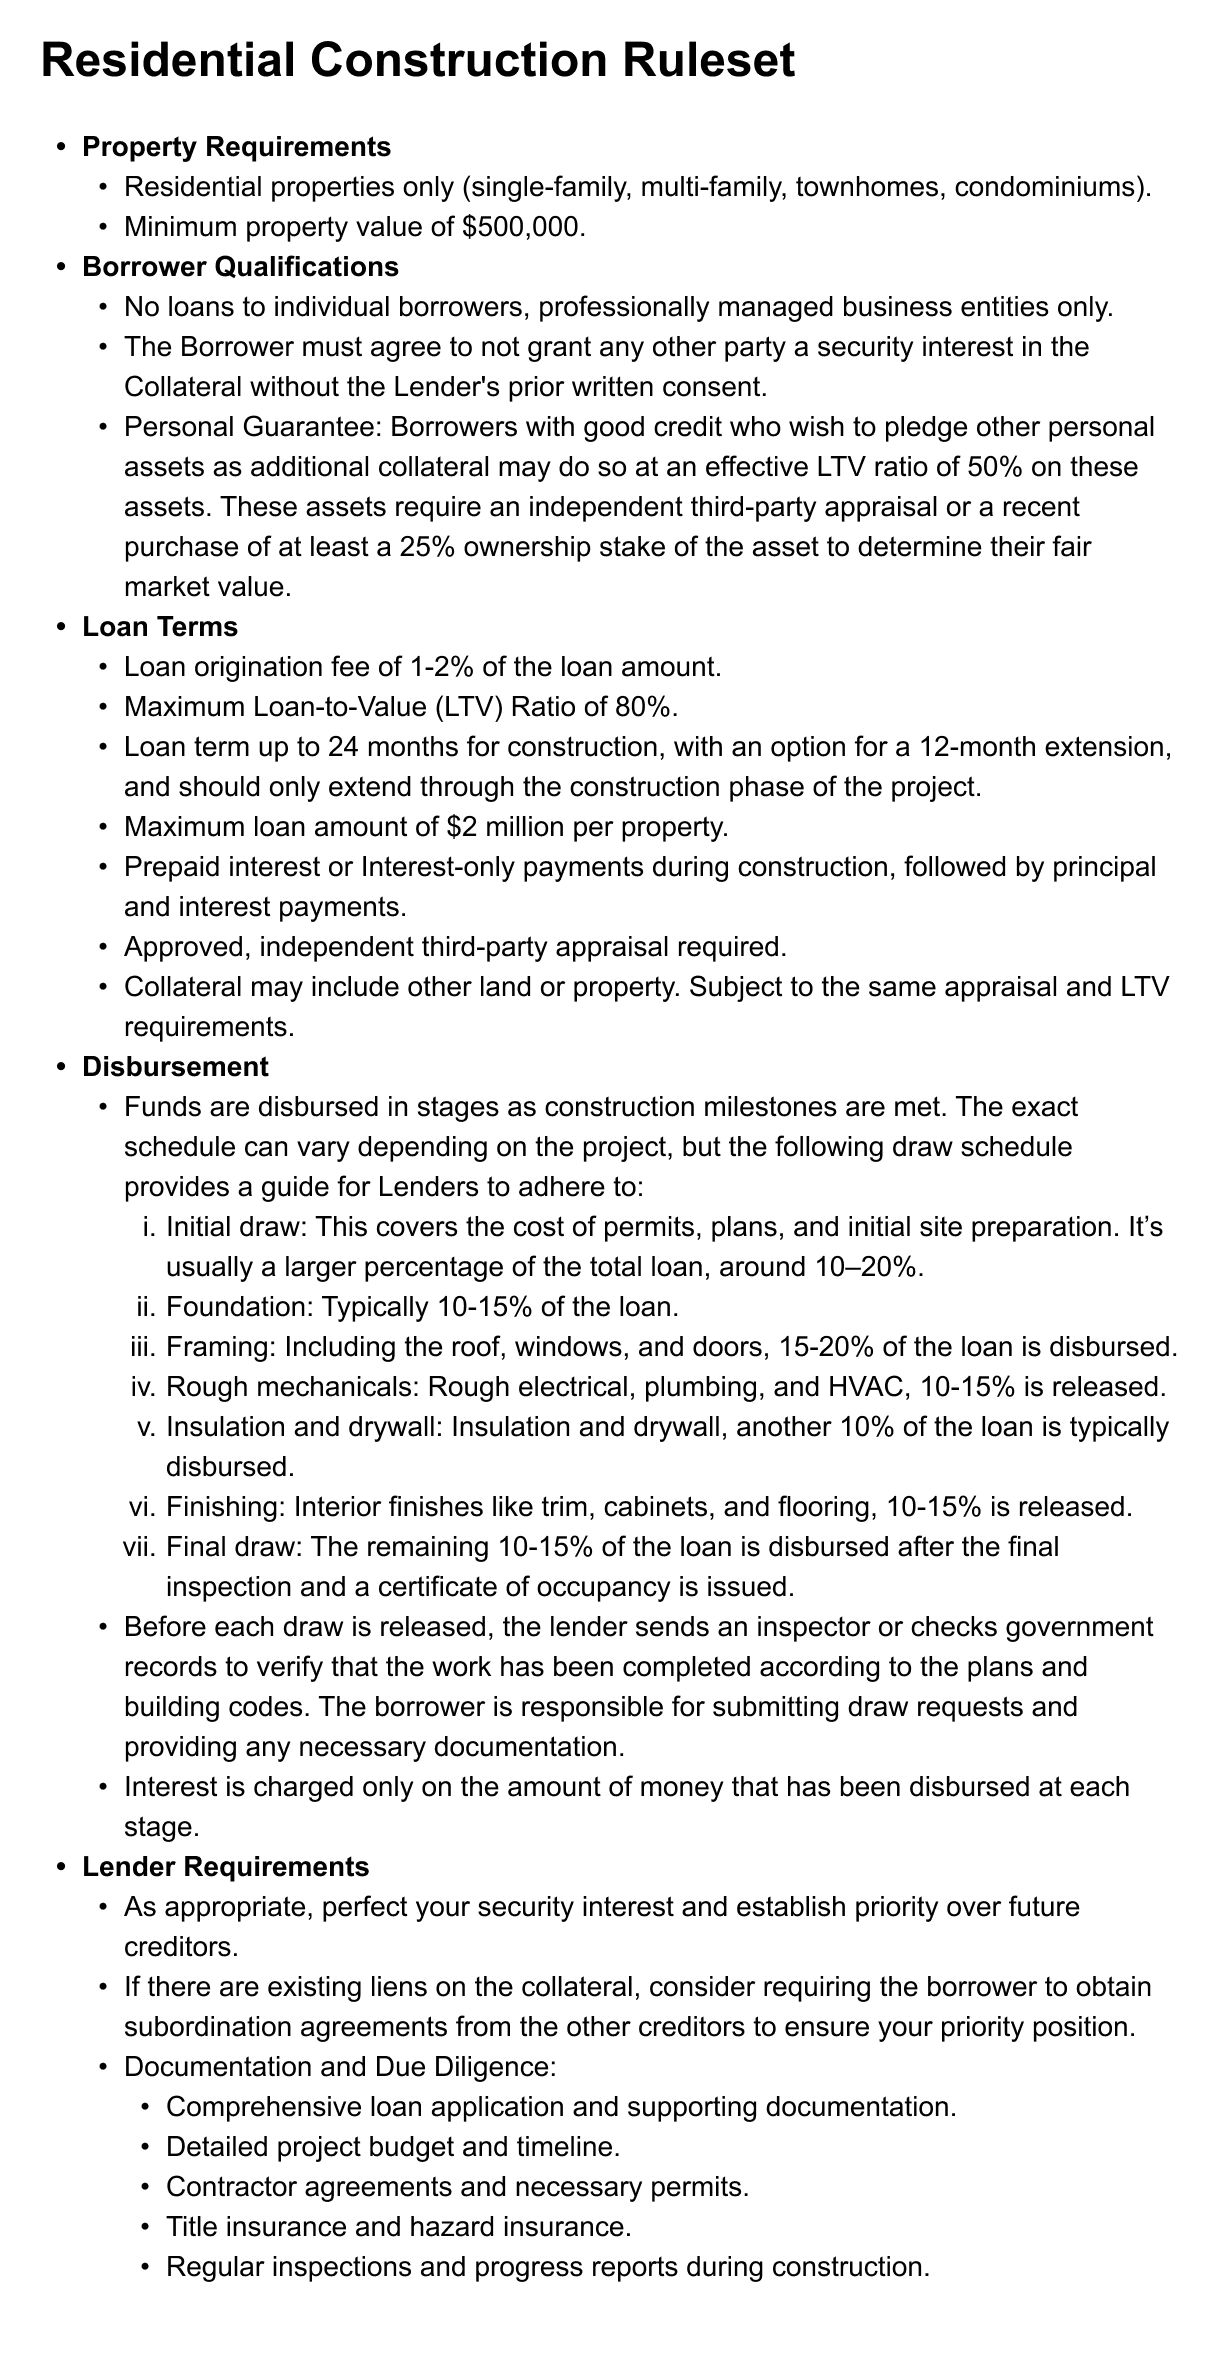 Residential Construction Ruleset
• Property Requirements
• Residential properties only (single-family, multi-family, townhomes, condominiums).
• Minimum property value of $500,000.
• Borrower Qualifications
• No loans to individual borrowers, professionally managed business entities only.
• The Borrower must agree to not grant any other party a security interest in the
Collateral without the Lender's prior written consent.
• Personal Guarantee: Borrowers with good credit who wish to pledge other personal
assets as additional collateral may do so at an effective LTV ratio of 50% on these
assets. These assets require an independent third-party appraisal or a recent
purchase of at least a 25% ownership stake of the asset to determine their fair
market value.
• Loan Terms
• Loan origination fee of 1-2% of the loan amount.
• Maximum Loan-to-Value (LTV) Ratio of 80%.
• Loan term up to 24 months for construction, with an option for a 12-month extension,
and should only extend through the construction phase of the project.
• Maximum loan amount of $2 million per property.
• Prepaid interest or Interest-only payments during construction, followed by principal
and interest payments.
• Approved, independent third-party appraisal required.
• Collateral may include other land or property. Subject to the same appraisal and LTV
requirements.
• Disbursement
• Funds are disbursed in stages as construction milestones are met. The exact
schedule can vary depending on the project, but the following draw schedule
provides a guide for Lenders to adhere to:
i. Initial draw: This covers the cost of permits, plans, and initial site preparation. It’s
usually a larger percentage of the total loan, around 10–20%.
ii. Foundation: Typically 10-15% of the loan.
iii. Framing: Including the roof, windows, and doors, 15-20% of the loan is disbursed.
iv. Rough mechanicals: Rough electrical, plumbing, and HVAC, 10-15% is released.
v. Insulation and drywall: Insulation and drywall, another 10% of the loan is typically
disbursed.
vi. Finishing: Interior finishes like trim, cabinets, and flooring, 10-15% is released.
vii. Final draw: The remaining 10-15% of the loan is disbursed after the final
inspection and a certificate of occupancy is issued.
• Before each draw is released, the lender sends an inspector or checks government
records to verify that the work has been completed according to the plans and
building codes. The borrower is responsible for submitting draw requests and
providing any necessary documentation.
• Interest is charged only on the amount of money that has been disbursed at each
stage.
• Lender Requirements
• As appropriate, perfect your security interest and establish priority over future
creditors.
• If there are existing liens on the collateral, consider requiring the borrower to obtain
subordination agreements from the other creditors to ensure your priority position.
• Documentation and Due Diligence:
• Comprehensive loan application and supporting documentation.
• Detailed project budget and timeline.
• Contractor agreements and necessary permits.
• Title insurance and hazard insurance.
• Regular inspections and progress reports during construction.